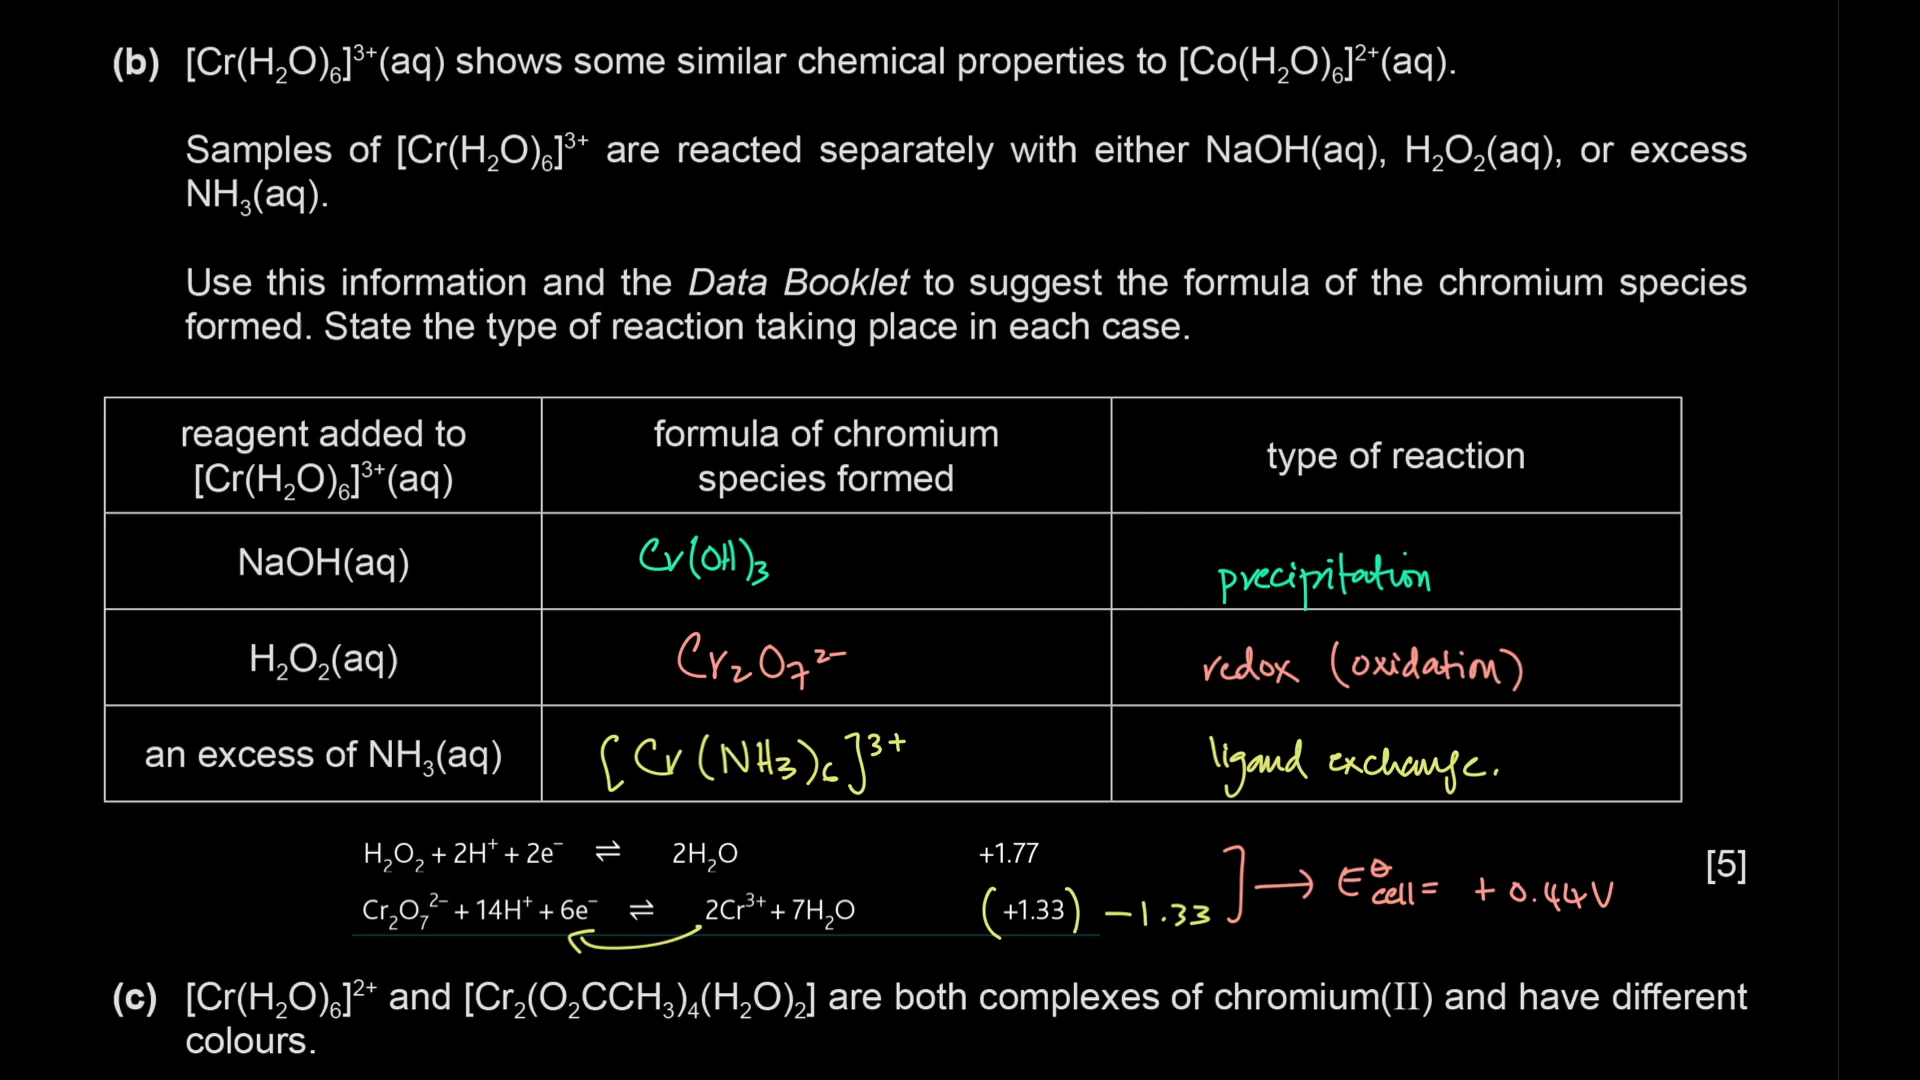 (b) [Cr(H₂O)₆]³⁺(aq) shows some similar chemical properties to [Co(H₂O)₆]²⁺(aq).
Samples of [Cr(H₂O)₆]³⁺ are reacted separately with either NaOH(aq), H₂O₂(aq), or excess
NH₃(aq).
Use this information and the Data Booklet to suggest the formula of the chromium species
formed. State the type of reaction taking place in each case.
reagent added to
[Cr(H₂O)₆]³⁺(aq)
formula of chromium
species formed
type of reaction
NaOH(aq)
Cr(OH)₃
precipitation
H₂O₂(aq)
Cr₂O₇²⁻
redox (oxidation)
an excess of NH₃(aq)
[Cr(NH₃)₆]³⁺
ligand exchange.
H₂O₂ + 2H⁺ + 2e⁻ ⇌ 2H₂O +1.77
Cr₂O₇²⁻ + 14H⁺ + 6e⁻ ⇌ 2Cr³⁺ + 7H₂O (+1.33) −1.33
] → E⦵cell = +0.44V
[5]
(c) [Cr(H₂O)₆]²⁺ and [Cr₂(O₂CCH₃)₄(H₂O)₂] are both complexes of chromium(II) and have different
colours.